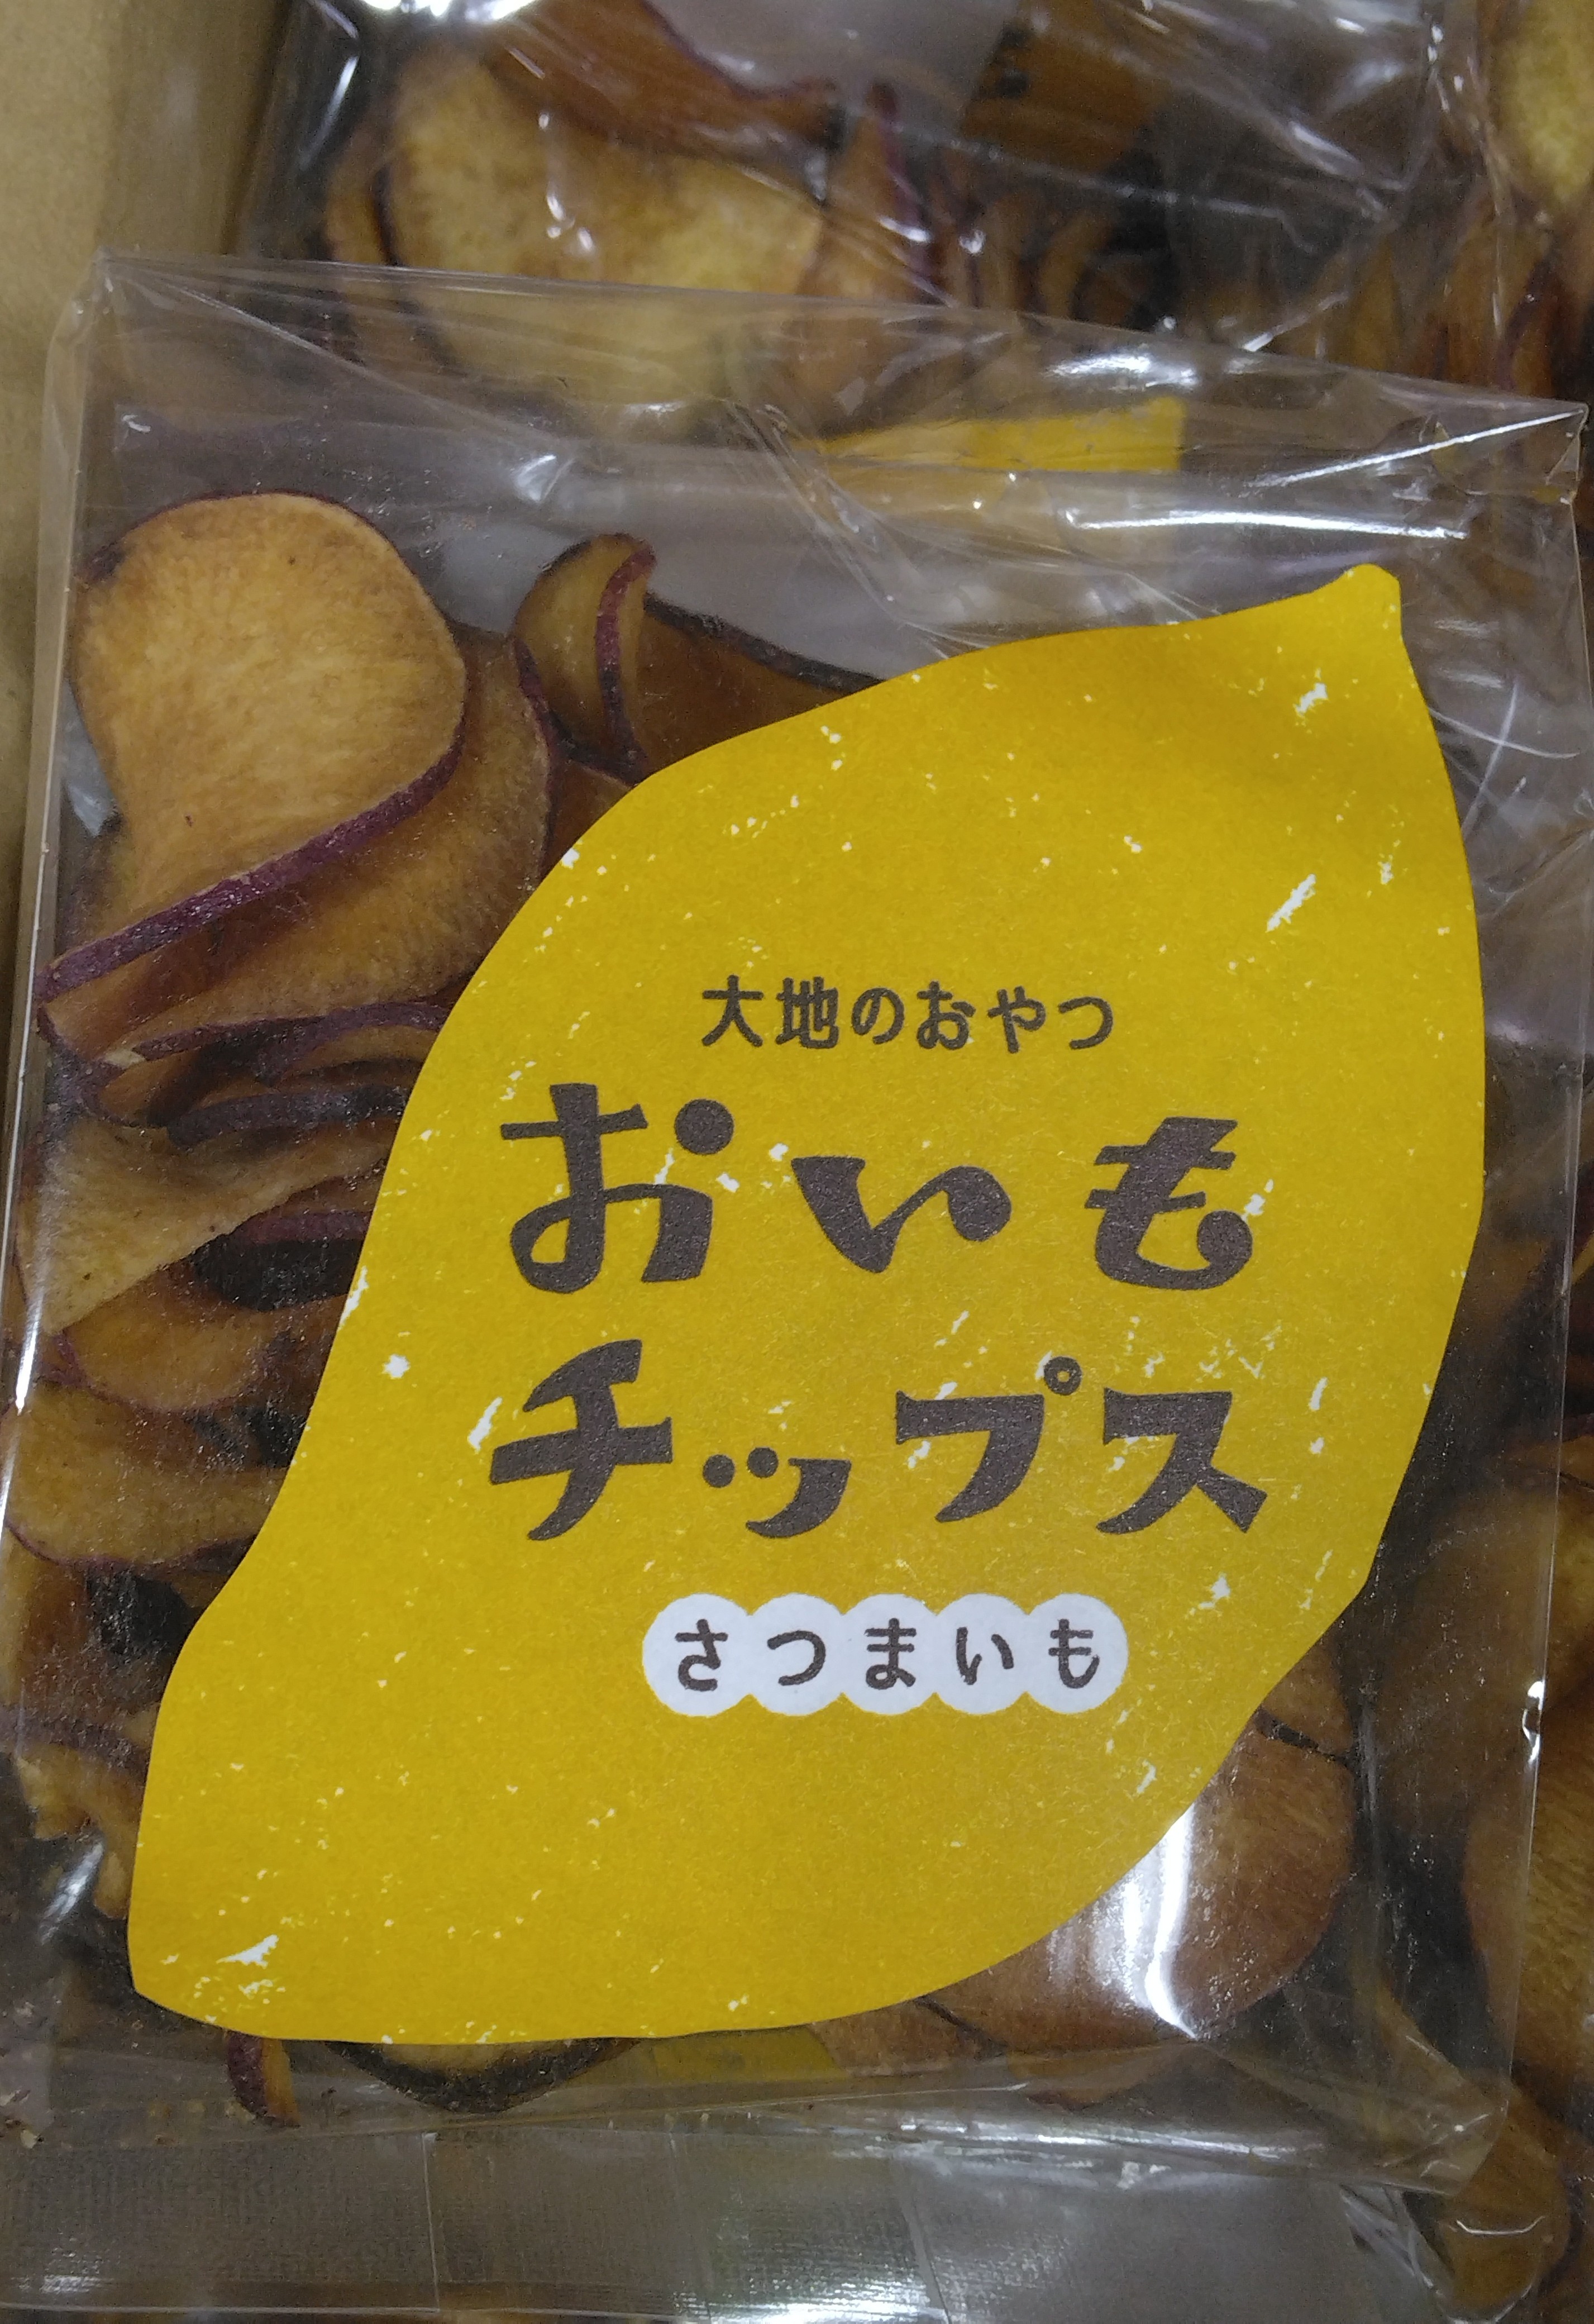 大地のおやつ
おいも
チップス
さつまいも